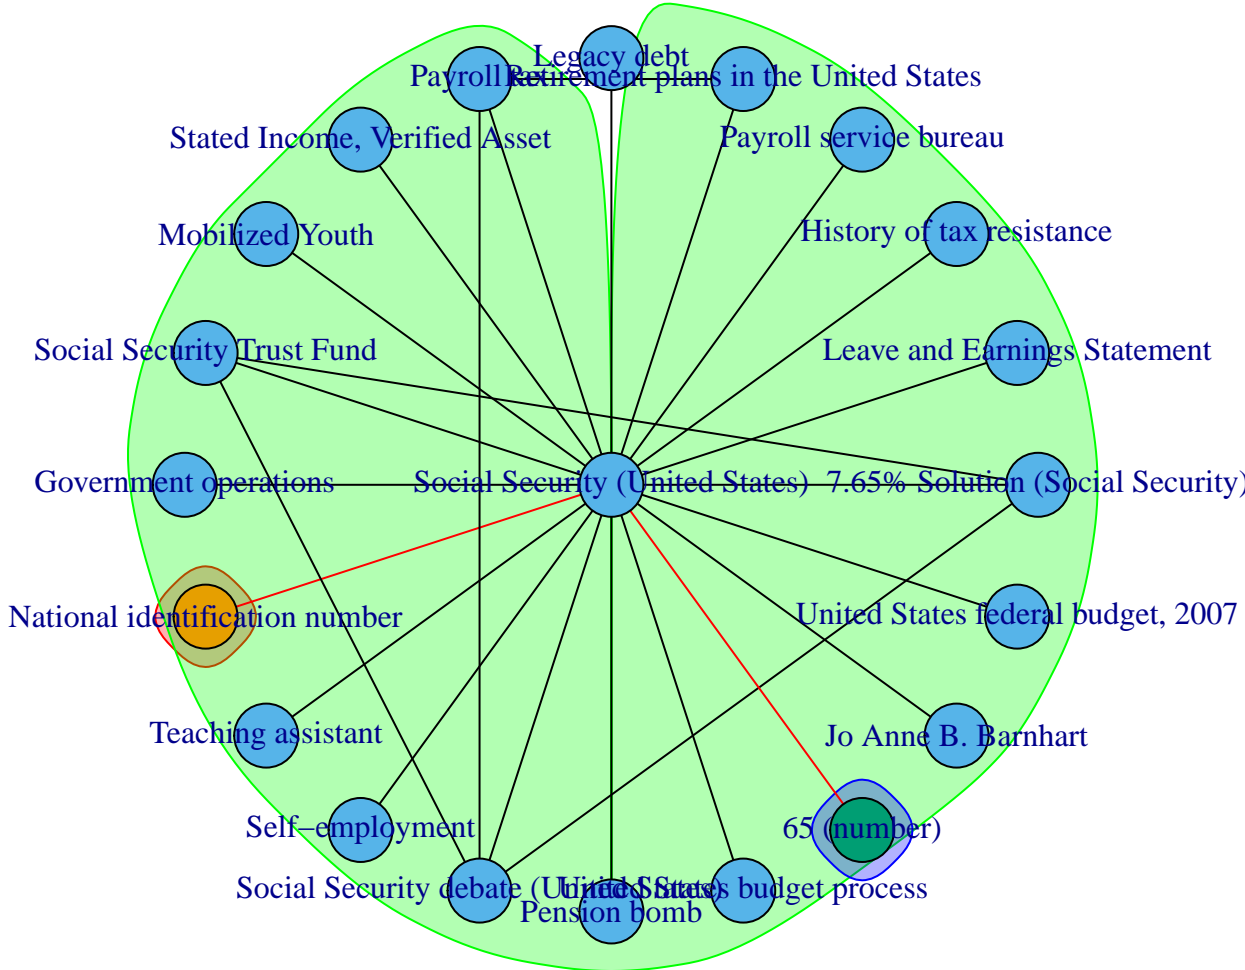 Legacy debt
Payroll tax
Retirement plans in the United States
Stated Income, Verified Asset
Payroll service bureau
Mobilized Youth
History of tax resistance
Social Security Trust Fund
Leave and Earnings Statement
Government operations
Social Security (United States)
7.65% Solution (Social Security)
National identification number
United States federal budget, 2007
Teaching assistant
Jo Anne B. Barnhart
Self−employment
65 (number)
Social Security debate (United States)
United States budget process
Pension bomb